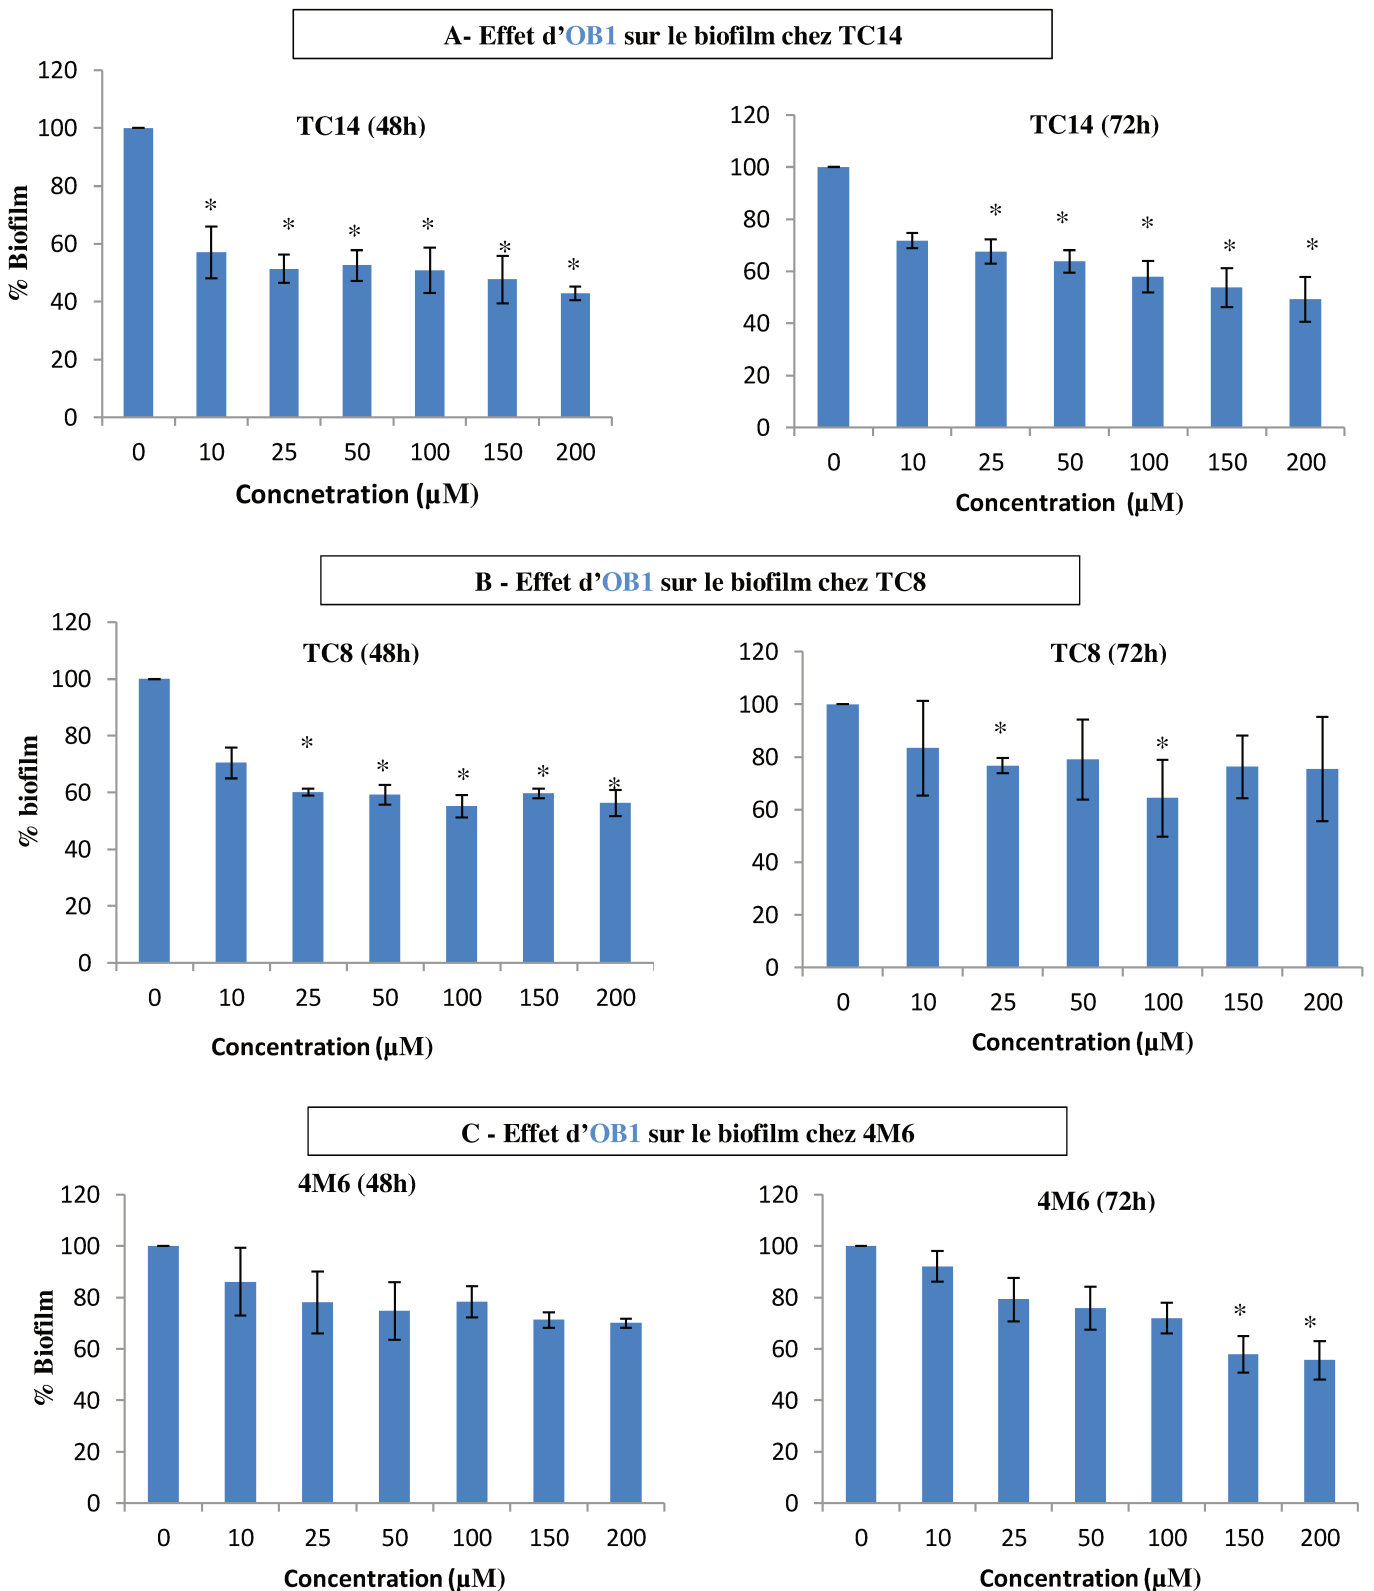 A- Effet d’OB1 sur le biofilm chez TC14
TC14 (48h)
% Biofilm
120
100
80
60
40
20
0
* * * * * *
0 10 25 50 100 150 200
Concnetration (µM)
TC14 (72h)
120
100
80
60
40
20
0
* * * * *
0 10 25 50 100 150 200
Concentration (µM)
B - Effet d’OB1 sur le biofilm chez TC8
TC8 (48h)
% biofilm
120
100
80
60
40
20
0
* * * * *
0 10 25 50 100 150 200
Concentration (µM)
TC8 (72h)
120
100
80
60
40
20
0
* *
0 10 25 50 100 150 200
Concentration (µM)
C - Effet d’OB1 sur le biofilm chez 4M6
4M6 (48h)
% Biofilm
120
100
80
60
40
20
0
0 10 25 50 100 150 200
Concentration (µM)
4M6 (72h)
120
100
80
60
40
20
0
* *
0 10 25 50 100 150 200
Concentration (µM)